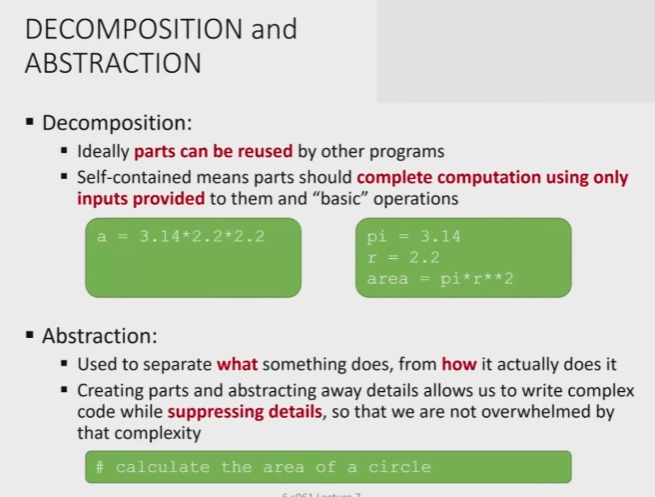 DECOMPOSITION and
ABSTRACTION
▪ Decomposition:
▪ Ideally parts can be reused by other programs
▪ Self-contained means parts should complete computation using only
inputs provided to them and “basic” operations
a = 3.14*2.2*2.2
pi = 3.14
r = 2.2
area = pi*r**2
▪ Abstraction:
▪ Used to separate what something does, from how it actually does it
▪ Creating parts and abstracting away details allows us to write complex
code while suppressing details, so that we are not overwhelmed by
that complexity
# calculate the area of a circle
Lecture 7